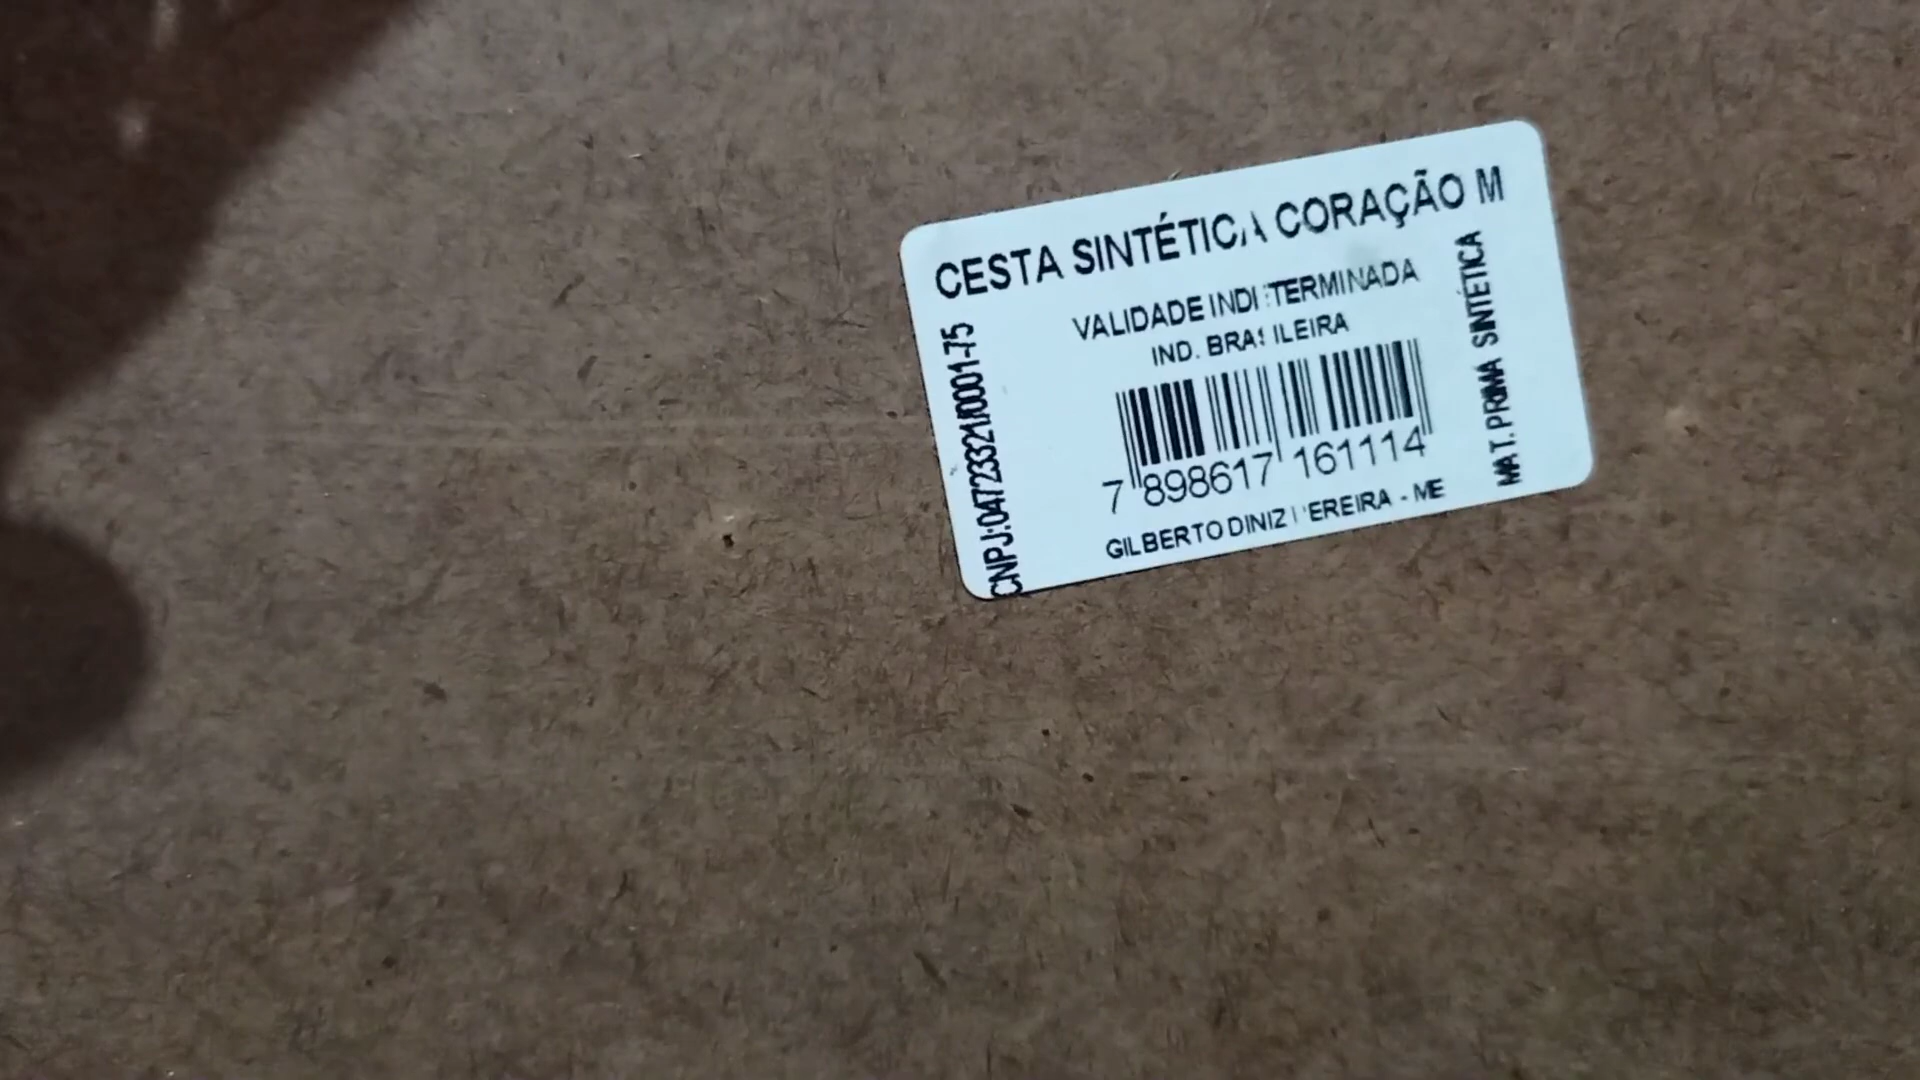 CESTA SINTÉTICA CORAÇÃO M
VALIDADE INDETERMINADA
IND. BRASILEIRA
7 898617 161114
GILBERTO DINIZ PEREIRA - ME
CNPJ:04723321/0001-75
MAT. PRIMA SINTETICA